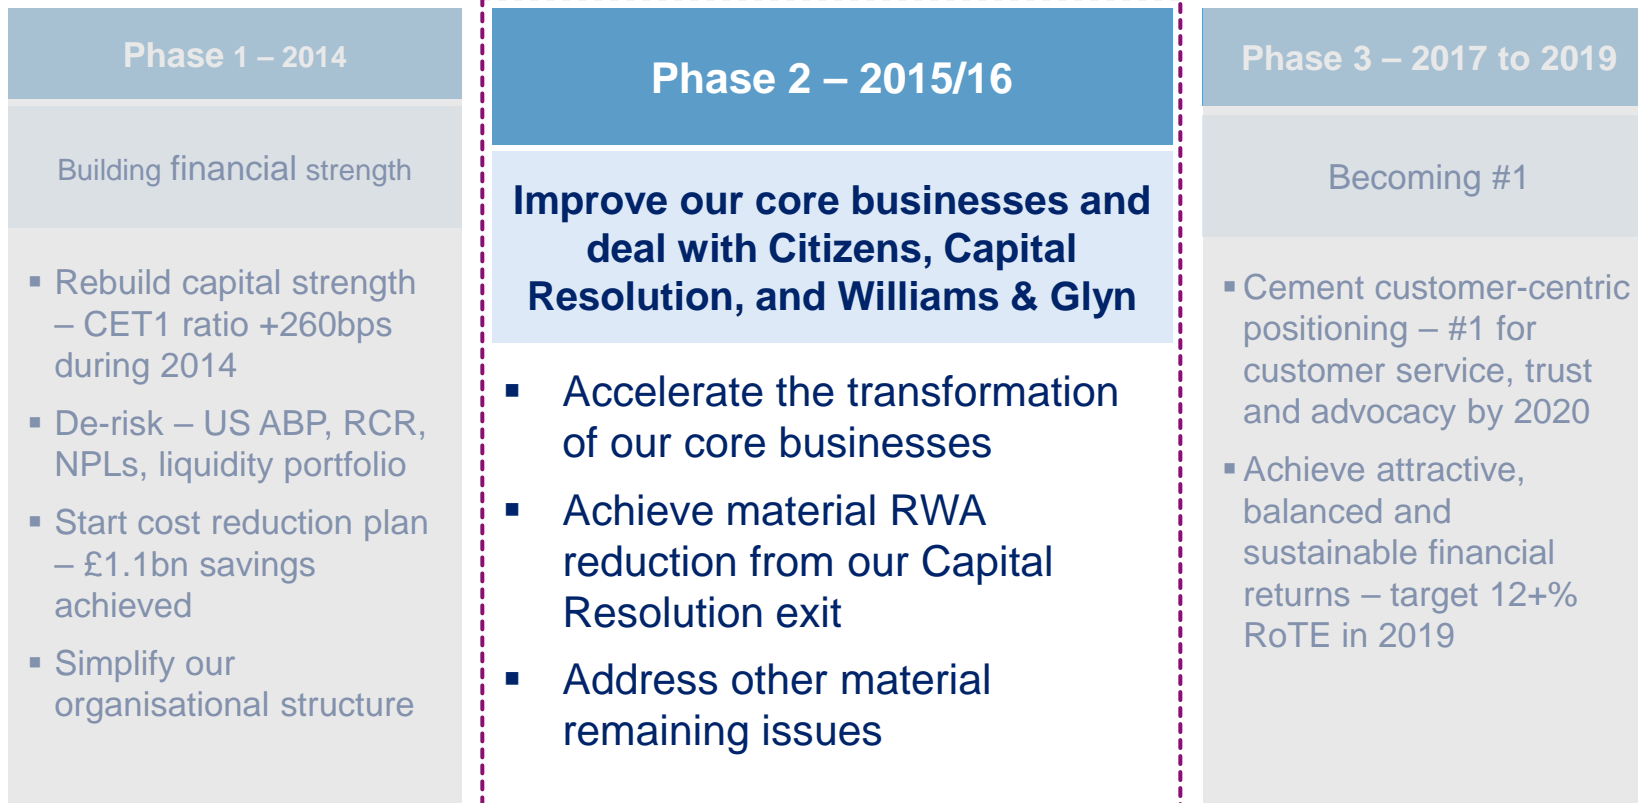 Phase 1 – 2014
Building financial strength
▪ Rebuild capital strength
– CET1 ratio +260bps
during 2014
▪ De-risk – US ABP, RCR,
NPLs, liquidity portfolio
▪ Start cost reduction plan
– £1.1bn savings
achieved
▪ Simplify our
organisational structure
Phase 2 – 2015/16
Improve our core businesses and
deal with Citizens, Capital
Resolution, and Williams & Glyn
▪ Accelerate the transformation
of our core businesses
▪ Achieve material RWA
reduction from our Capital
Resolution exit
▪ Address other material
remaining issues
Phase 3 – 2017 to 2019
Becoming #1
▪ Cement customer-centric
positioning – #1 for
customer service, trust
and advocacy by 2020
▪ Achieve attractive,
balanced and
sustainable financial
returns – target 12+%
RoTE in 2019